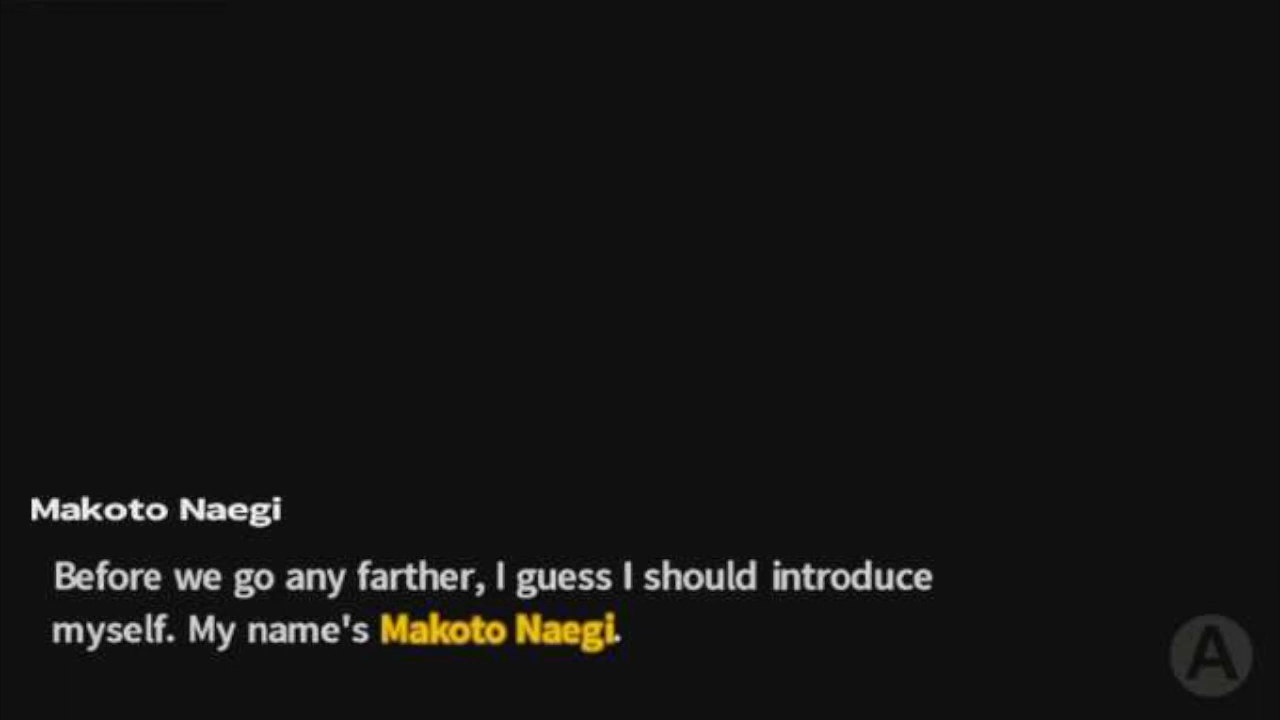 Makoto Naegi
Before we go any farther, I guess I should introduce
myself. My name's Makoto Naegi.
A